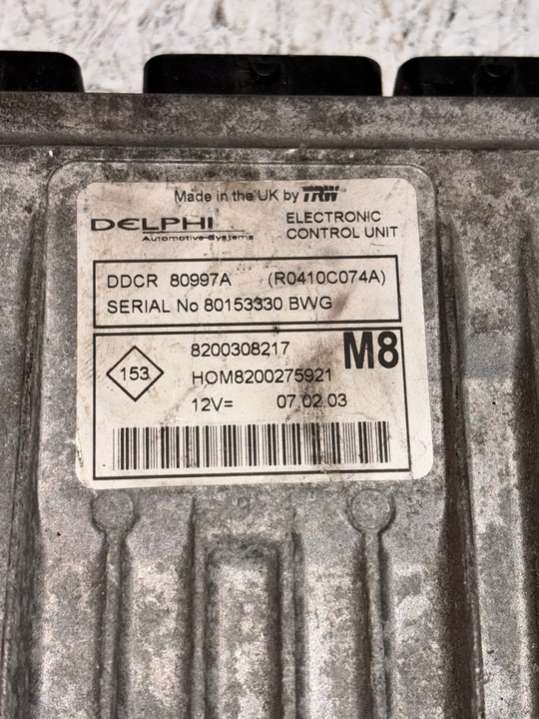 Made in the UK by TRW
DELPHI
Automotive Systems
ELECTRONIC
CONTROL UNIT
DDCR 80997A (R0410C074A)
SERIAL No 80153330 BWG
8200308217 M8
153 HOM8200275921
12V= 07.02.03